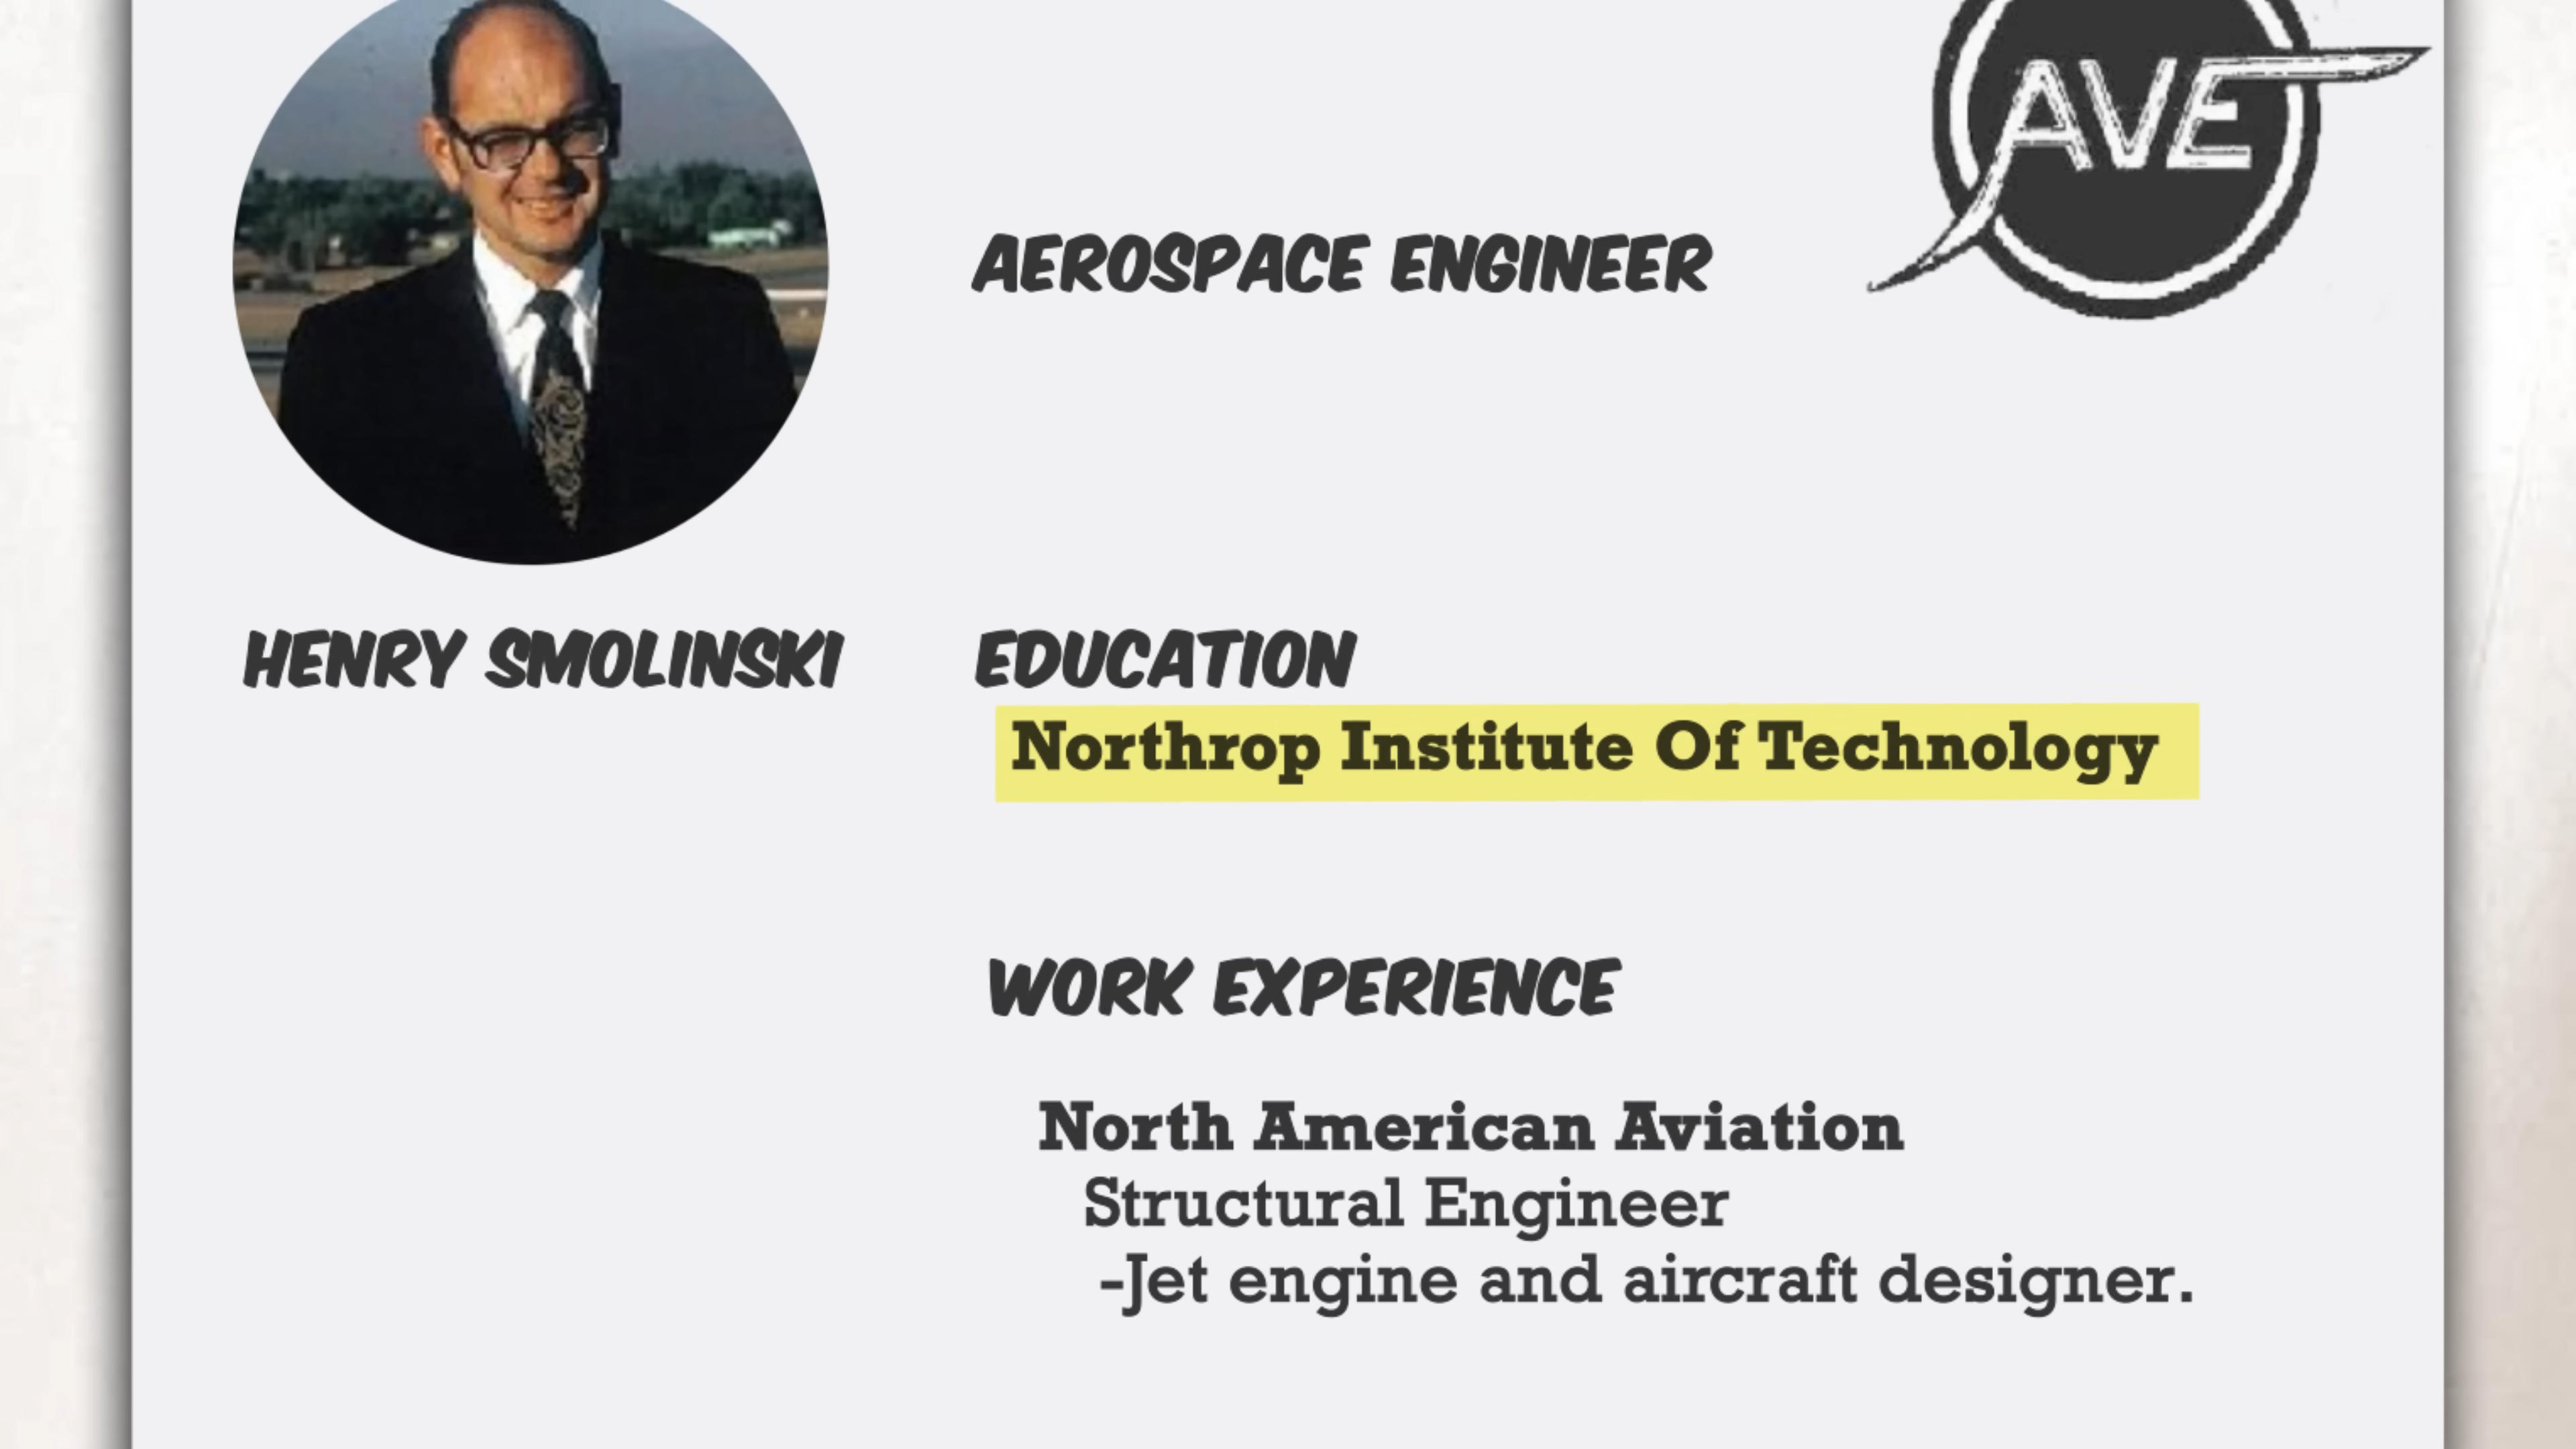 AVE
AEROSPACE ENGINEER
HENRY SMOLINSKI
EDUCATION
Northrop Institute Of Technology
WORK EXPERIENCE
North American Aviation
Structural Engineer
-Jet engine and aircraft designer.